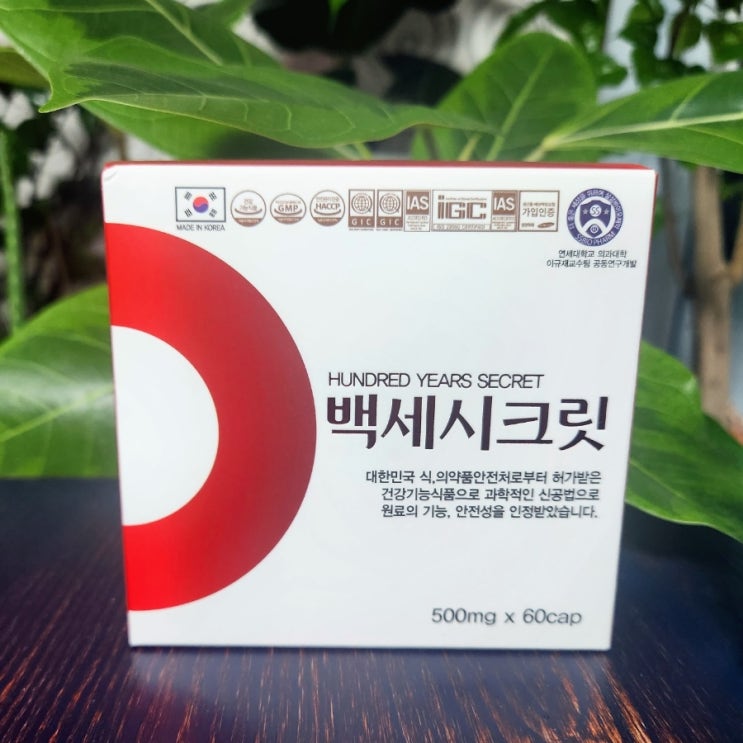 MADE IN KOREA
GMP
HACCP
GIC
GIC
IAS
IIGC
IAS
가입인증
연세대학교 의과대학
이규재교수팀 공동연구개발
HUNDRED YEARS SECRET
백세시크릿
대한민국 식,의약품안전처로부터 허가받은
건강기능식품으로 과학적인 신공법으로
원료의 기능, 안전성을 인정받았습니다.
500mg x 60cap